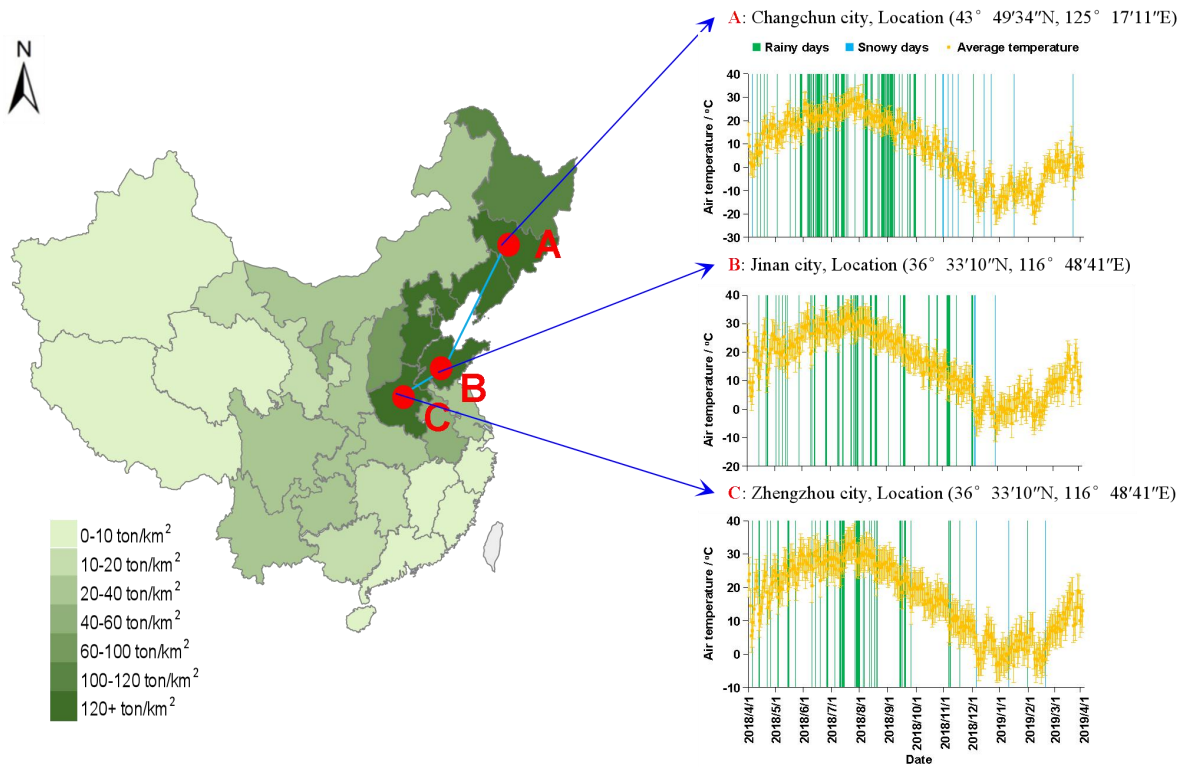 N
A
B
C
0-10 ton/km²
10-20 ton/km²
20-40 ton/km²
40-60 ton/km²
60-100 ton/km²
100-120 ton/km²
120+ ton/km²
A: Changchun city, Location (43° 49′34″N, 125° 17′11″E)
Rainy days Snowy days Average temperature
Air temperature / °C
40
30
20
10
0
-10
-20
-30
B: Jinan city, Location (36° 33′10″N, 116° 48′41″E)
Air temperature / °C
40
30
20
10
0
-10
-20
C: Zhengzhou city, Location (36° 33′10″N, 116° 48′41″E)
Air temperature / °C
40
30
20
10
0
-10
2018/4/1
2018/5/1
2018/6/1
2018/7/1
2018/8/1
2018/9/1
2018/10/1
2018/11/1
2018/12/1
2019/1/1
2019/2/1
2019/3/1
2019/4/1
Date